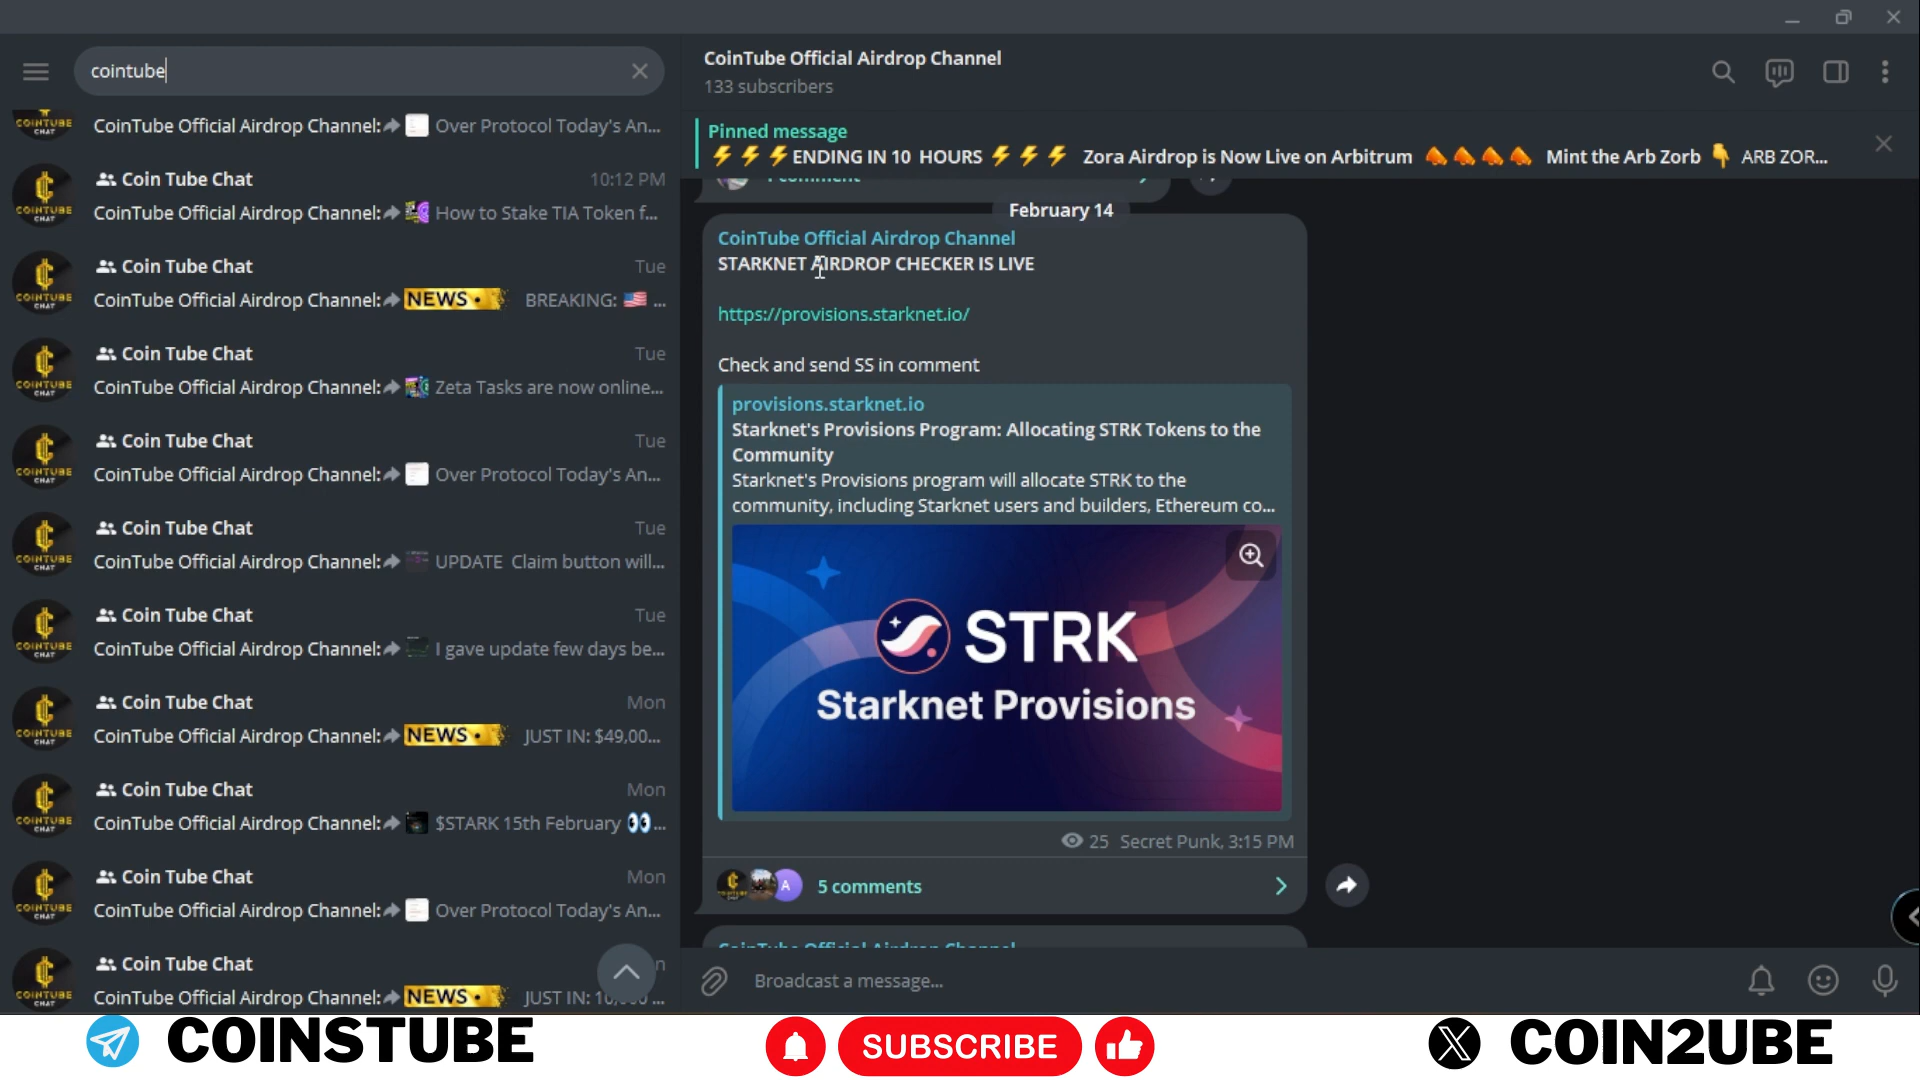 cointube
CoinTube Official Airdrop Channel: Over Protocol Today's An...
Coin Tube Chat 10:12 PM
CoinTube Official Airdrop Channel: How to Stake TIA Token f...
Coin Tube Chat Tue
CoinTube Official Airdrop Channel: NEWS BREAKING: 🇺🇸 ...
Coin Tube Chat Tue
CoinTube Official Airdrop Channel: Zeta Tasks are now online...
Coin Tube Chat Tue
CoinTube Official Airdrop Channel: Over Protocol Today's An...
Coin Tube Chat Tue
CoinTube Official Airdrop Channel: UPDATE Claim button will...
Coin Tube Chat Tue
CoinTube Official Airdrop Channel: I gave update few days be...
Coin Tube Chat Mon
CoinTube Official Airdrop Channel: NEWS JUST IN: $49,00...
Coin Tube Chat Mon
CoinTube Official Airdrop Channel: $STARK 15th February 👀...
Coin Tube Chat Mon
CoinTube Official Airdrop Channel: Over Protocol Today's An...
Coin Tube Chat
CoinTube Official Airdrop Channel: NEWS JUST IN: ...
CoinTube Official Airdrop Channel
133 subscribers
Pinned message
⚡⚡⚡ENDING IN 10 HOURS ⚡⚡⚡ Zora Airdrop is Now Live on Arbitrum Mint the Arb Zorb 👇 ARB ZOR...
1 comment
February 14
CoinTube Official Airdrop Channel
STARKNET AIRDROP CHECKER IS LIVE
https://provisions.starknet.io/
Check and send SS in comment
provisions.starknet.io
Starknet's Provisions Program: Allocating STRK Tokens to the
Community
Starknet's Provisions program will allocate STRK to the
community, including Starknet users and builders, Ethereum co...
STRK
Starknet Provisions
25 Secret Punk, 3:15 PM
A
5 comments
CoinTube Official Airdrop Channel
Broadcast a message...
COINSTUBE
SUBSCRIBE
COIN2UBE